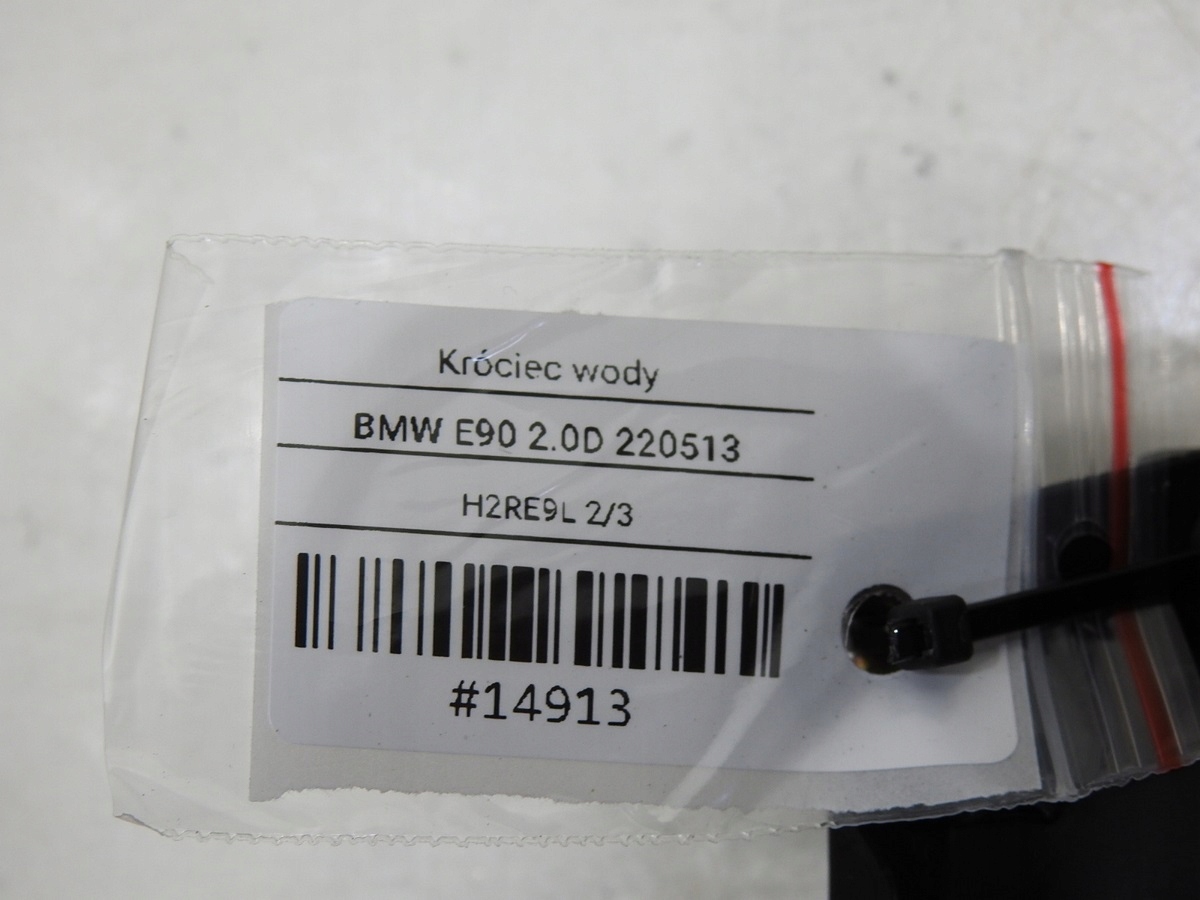 Króciec wody
BMW E90 2.0D 220513
H2RE9L 2/3
#14913